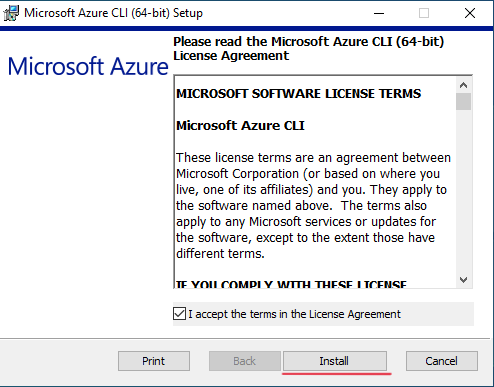 Microsoft Azure CLI (64-bit) Setup
Please read the Microsoft Azure CLI (64-bit)
License Agreement
Microsoft Azure
MICROSOFT SOFTWARE LICENSE TERMS
Microsoft Azure CLI
These license terms are an agreement between
Microsoft Corporation (or based on where you
live, one of its affiliates) and you. They apply to
the software named above.  The terms also
apply to any Microsoft services or updates for
the software, except to the extent those have
different terms.
IF YOU COMPLY WITH THESE LICENSE
I accept the terms in the License Agreement
Print
Back
Install
Cancel